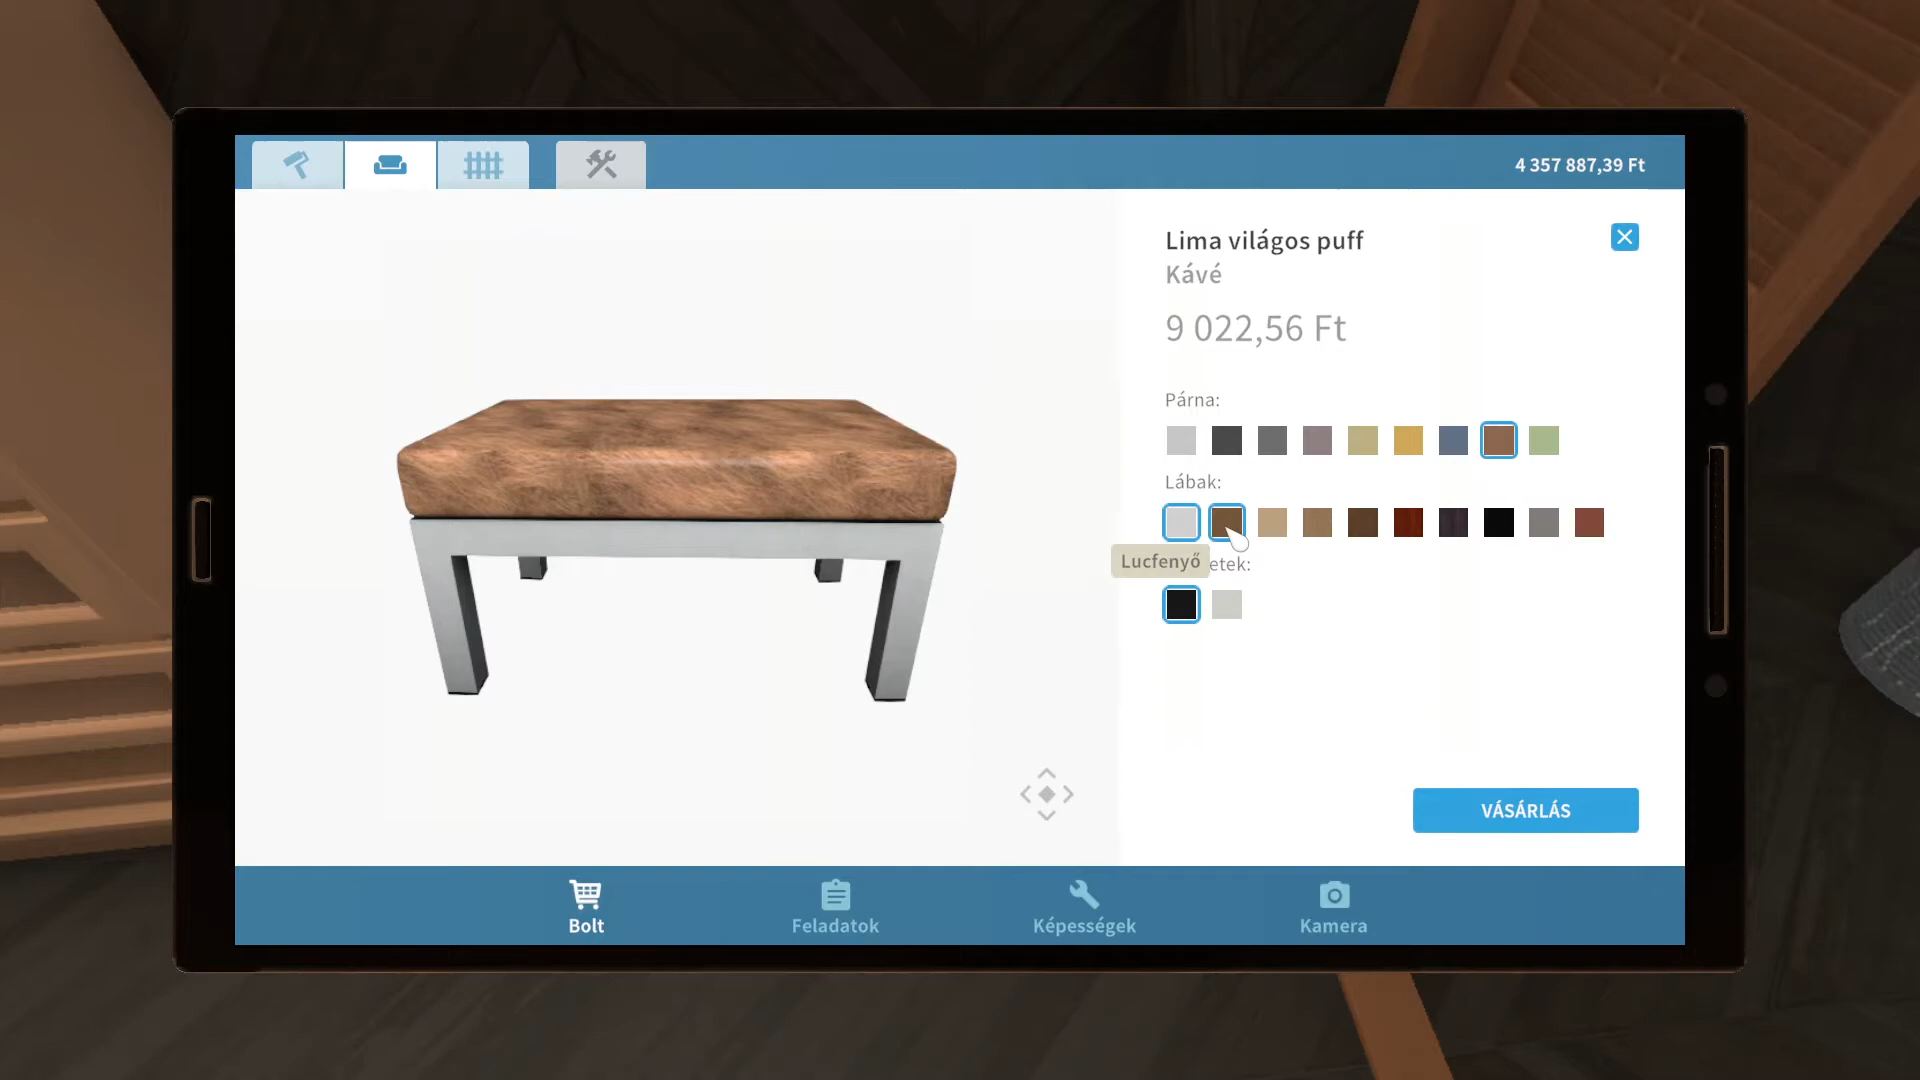 4 357 887,39 Ft
Lima világos puff
Kávé
9 022,56 Ft
Párna:
Lábak:
Lucfenyő
etek:
VÁSÁRLÁS
Bolt
Feladatok
Képességek
Kamera